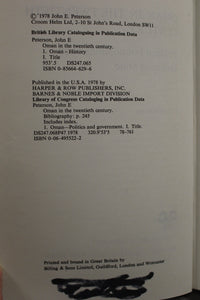 © 1978 John E. Peterson
Croom Helm Ltd, 2-10 St John's Road, London SW11
British Library Cataloguing in Publication Data
Peterson, John E
Oman in the twentieth century.
1. Oman - History
I. Title
953'.5 DS247.O65
ISBN 0-85664-629-6
Published in the U.S.A. 1978 by
HARPER & ROW PUBLISHERS, INC.
BARNES & NOBLE IMPORT DIVISION
Library of Congress Cataloging in Publication Data
Peterson, John E
Oman in the twentieth century.
Bibliography: p. 243
Includes index.
1. Oman—Politics and government. I. Title.
DS247.O68P47 1978 320.9'53'5 78-761
ISBN 0-06-495522-2
Printed and bound in Great Britain by
Billing & Sons Limited, Guildford, London and Worcester